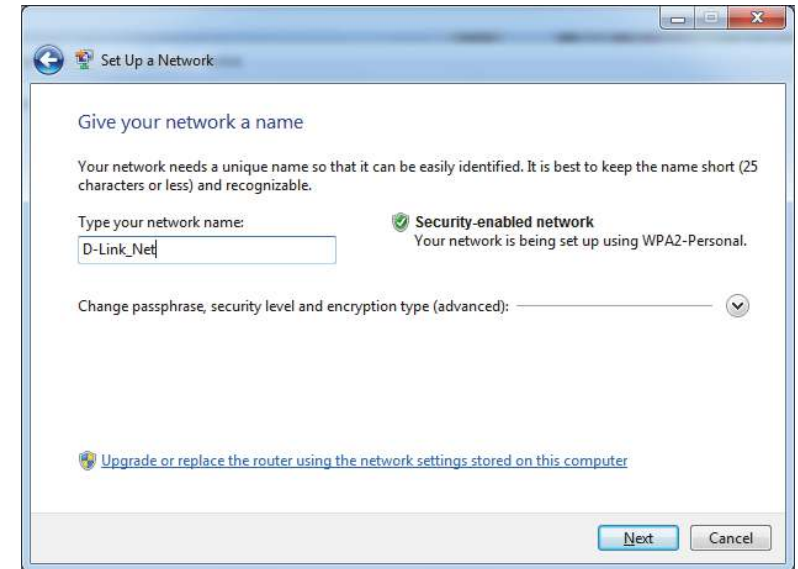 Set Up a Network
Give your network a name
Your network needs a unique name so that it can be easily identified. It is best to keep the name short (25
characters or less) and recognizable.
Type your network name:
Security-enabled network
D-Link_Net
Your network is being set up using WPA2-Personal.
Change passphrase, security level and encryption type (advanced):
Upgrade or replace the router using the network settings stored on this computer
Next
Cancel